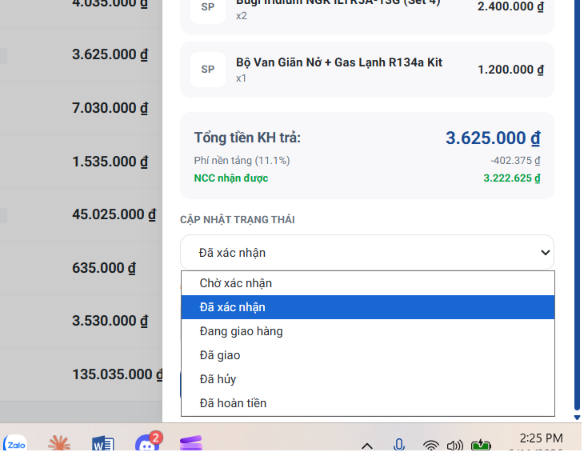 4.035.000 ₫
3.625.000 ₫
7.030.000 ₫
1.535.000 ₫
45.025.000 ₫
635.000 ₫
3.530.000 ₫
135.035.000 ₫
SP
Bugi Iridium NGK ILTR5A-13G (Set 4)
x2
2.400.000 ₫
SP
Bộ Van Giãn Nở + Gas Lạnh R134a Kit
x1
1.200.000 ₫
Tổng tiền KH trả:
3.625.000 ₫
Phí nền tảng (11.1%)
-402.375 ₫
NCC nhận được
3.222.625 ₫
CẬP NHẬT TRẠNG THÁI
Đã xác nhận
Chờ xác nhận
Đã xác nhận
Đang giao hàng
Đã giao
Đã hủy
Đã hoàn tiền
Zalo
W
2
2:25 PM